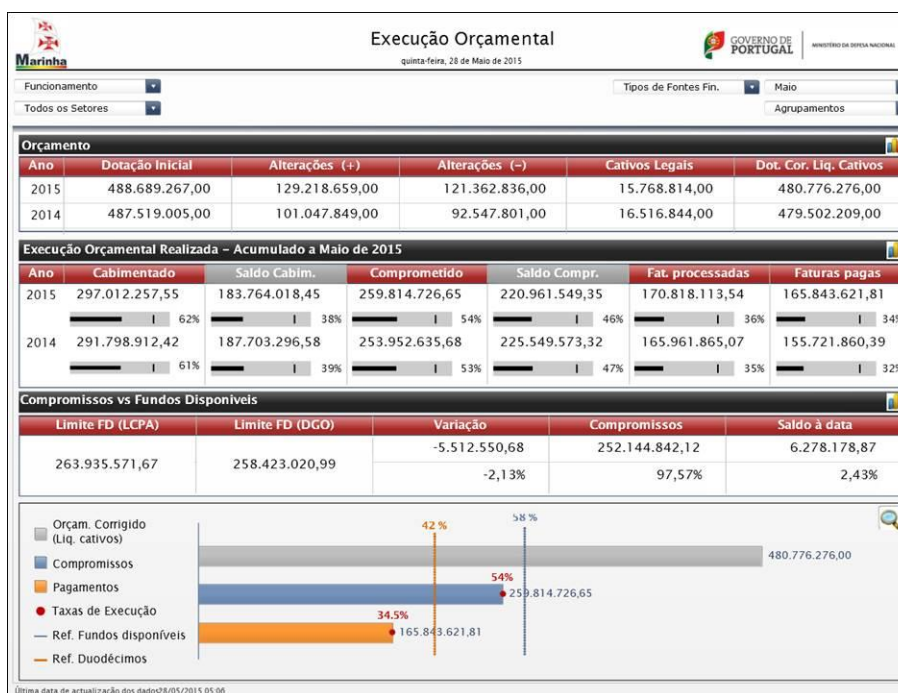 Marinha
Execução Orçamental
quinta-feira, 28 de Maio de 2015
GOVERNO DE PORTUGAL
MINISTÉRIO DA DEFESA NACIONAL
Funcionamento
Tipos de Fontes Fin.
Maio
Todos os Setores
Agrupamentos
Orçamento
Ano Dotação Inicial Alterações (+) Alterações (-) Cativos Legais Dot. Cor. Liq. Cativos
2015 488.689.267,00 129.218.659,00 121.362.836,00 15.768.814,00 480.776.276,00
2014 487.519.005,00 101.047.849,00 92.547.801,00 16.516.844,00 479.502.209,00
Execução Orçamental Realizada - Acumulado a Maio de 2015
Ano Cabimentado Saldo Cabim. Comprometido Saldo Compr. Fat. processadas Faturas pagas
2015 297.012.257,55 183.764.018,45 259.814.726,65 220.961.549,35 170.818.113,54 165.843.621,81
62% 38% 54% 46% 36% 34%
2014 291.798.912,42 187.703.296,58 253.952.635,68 225.549.573,32 165.961.865,07 155.721.860,39
61% 39% 53% 47% 35% 32%
Compromissos vs Fundos Disponiveis
Limite FD (LCPA) Limite FD (DGO) Variação Compromissos Saldo à data
263.935.571,67 258.423.020,99 -5.512.550,68 252.144.842,12 6.278.178,87
-2,13% 97,57% 2,43%
Orçam. Corrigido
(Liq. cativos)
Compromissos
Pagamentos
Taxas de Execução
Ref. Fundos disponíveis
Ref. Duodécimos
42 %
58 %
480.776.276,00
54%
259.814.726,65
34.5%
165.843.621,81
Última data de actualização dos dados28/05/2015 05:06